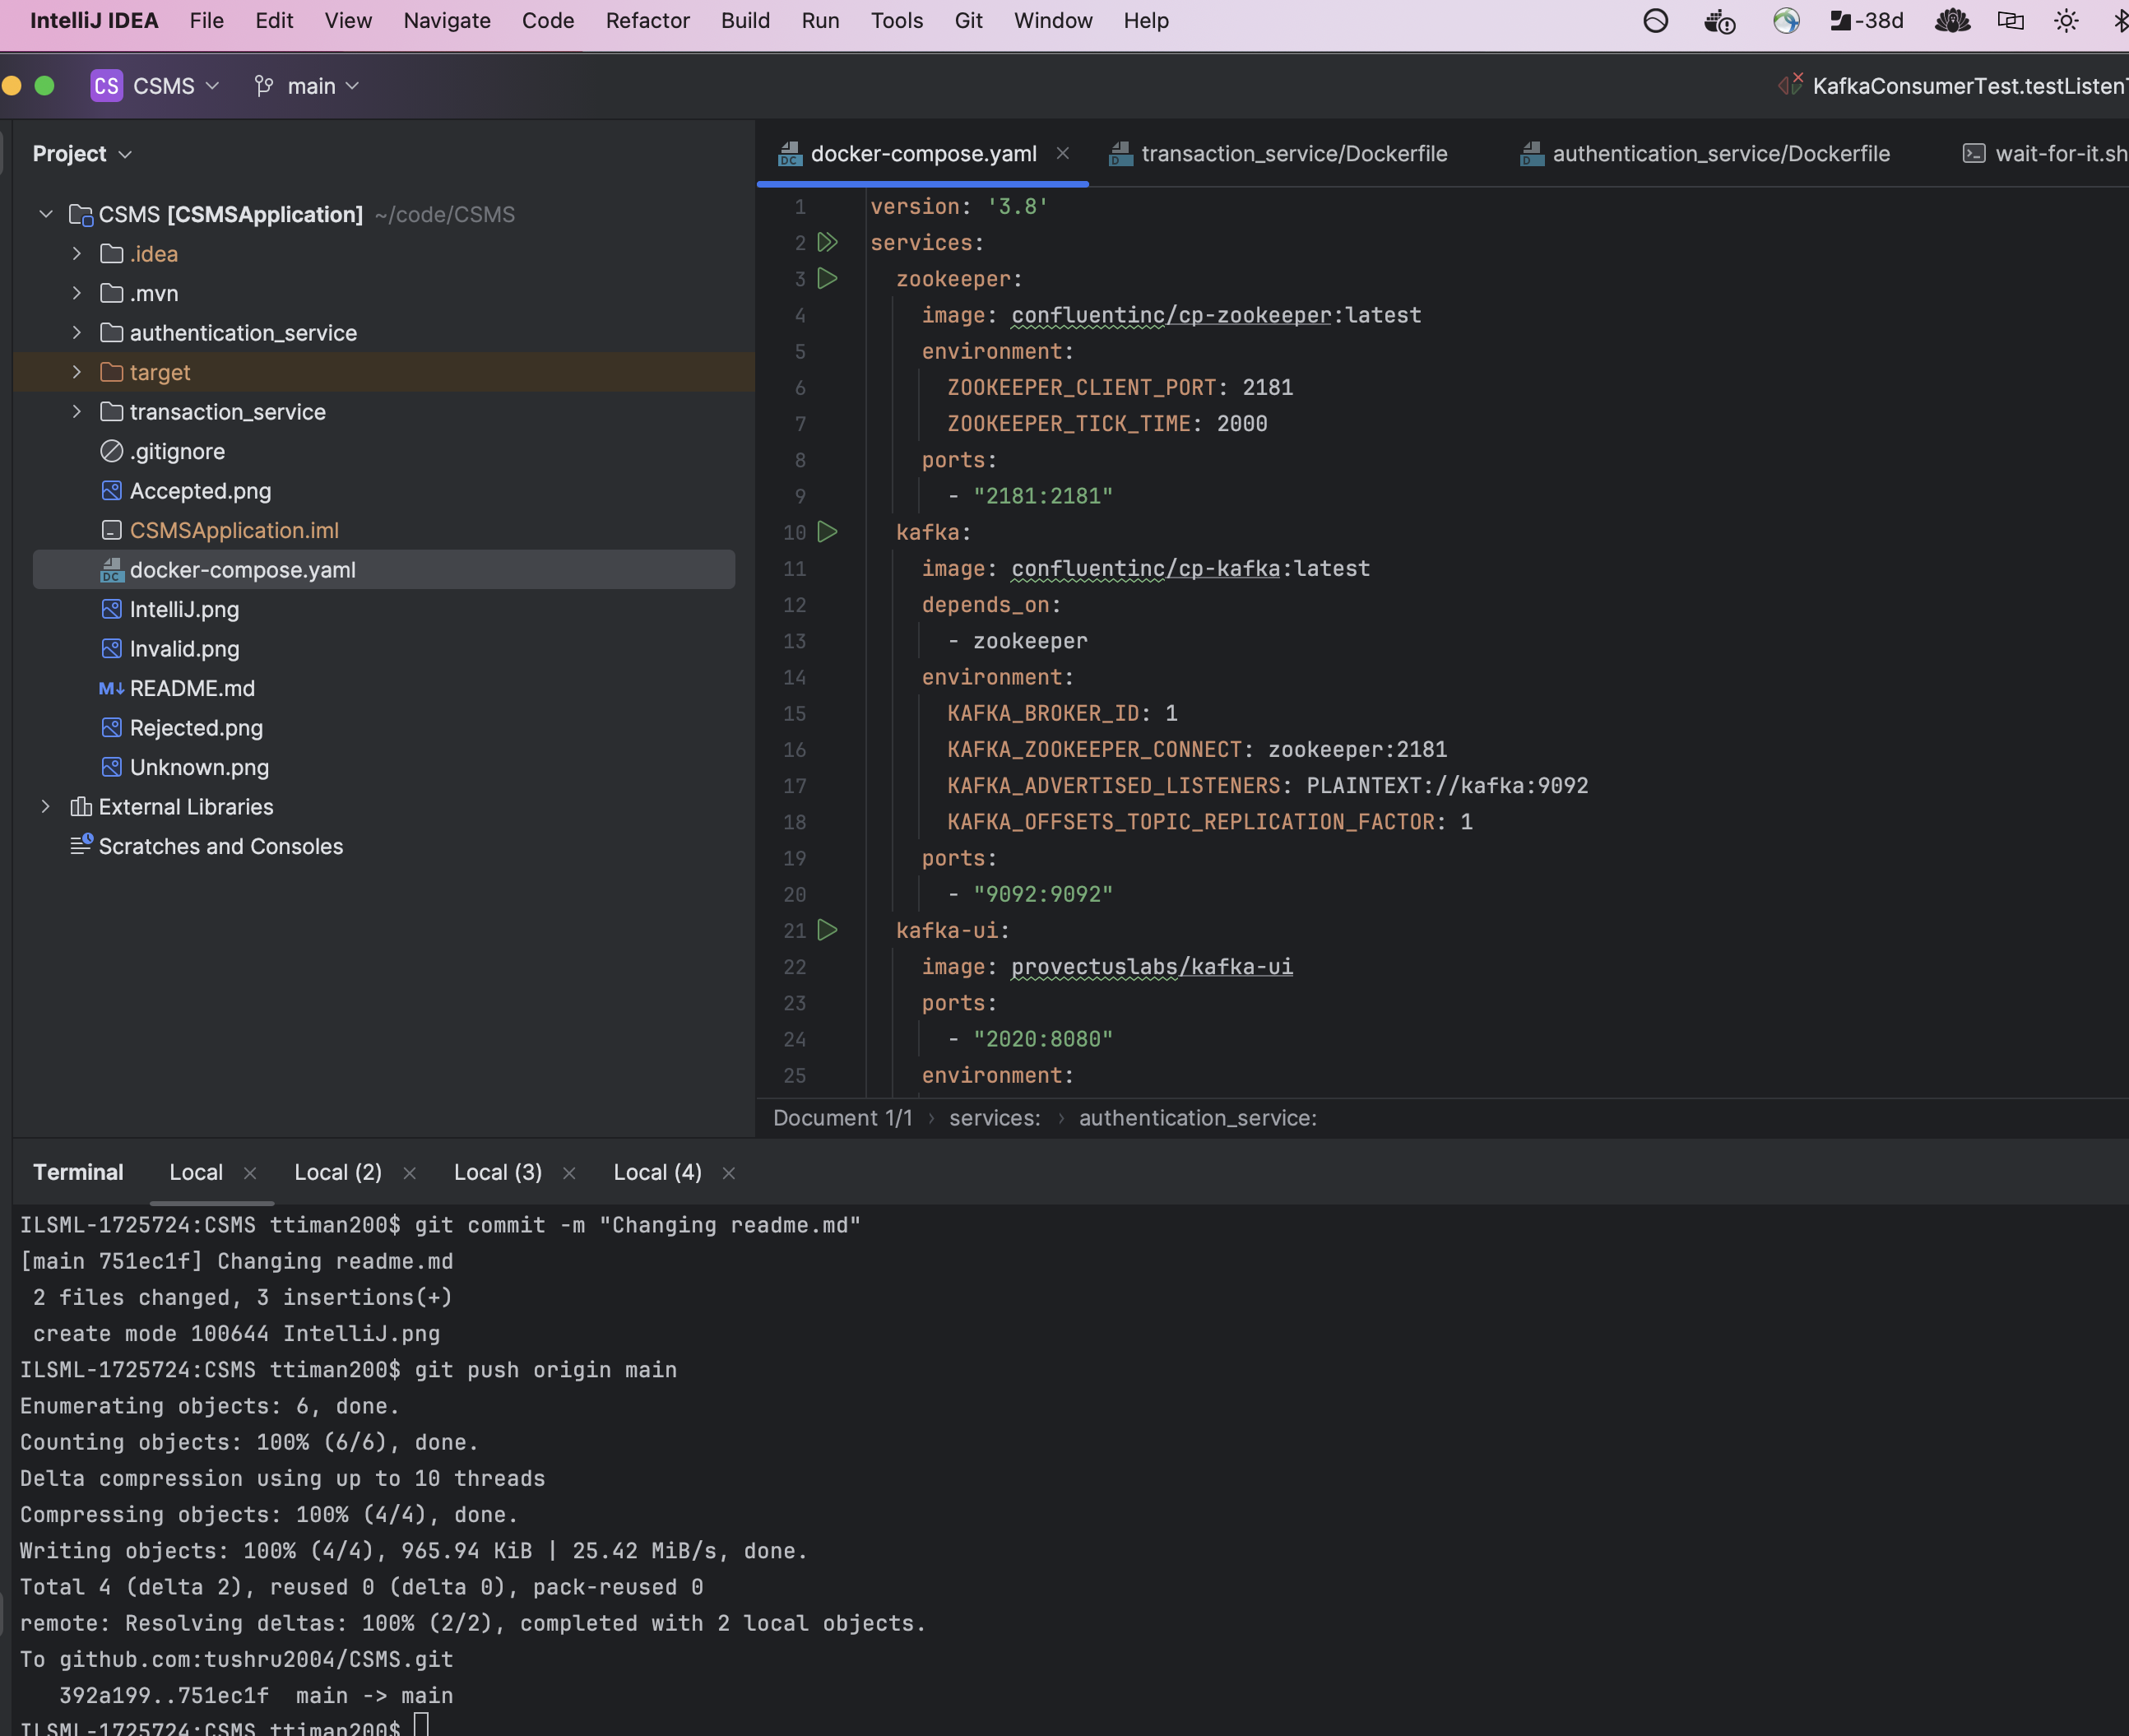 IntelliJ IDEA File Edit View Navigate Code Refactor Build Run Tools Git Window Help -38d
CS CSMS main KafkaConsumerTest.testListen
Project
CSMS [CSMSApplication] ~/code/CSMS
.idea
.mvn
authentication_service
target
transaction_service
.gitignore
Accepted.png
CSMSApplication.iml
docker-compose.yaml
IntelliJ.png
Invalid.png
README.md
Rejected.png
Unknown.png
External Libraries
Scratches and Consoles
docker-compose.yaml transaction_service/Dockerfile authentication_service/Dockerfile wait-for-it.sh
1 version: '3.8'
2 services:
3 zookeeper:
4 image: confluentinc/cp-zookeeper:latest
5 environment:
6 ZOOKEEPER_CLIENT_PORT: 2181
7 ZOOKEEPER_TICK_TIME: 2000
8 ports:
9 - "2181:2181"
10 kafka:
11 image: confluentinc/cp-kafka:latest
12 depends_on:
13 - zookeeper
14 environment:
15 KAFKA_BROKER_ID: 1
16 KAFKA_ZOOKEEPER_CONNECT: zookeeper:2181
17 KAFKA_ADVERTISED_LISTENERS: PLAINTEXT://kafka:9092
18 KAFKA_OFFSETS_TOPIC_REPLICATION_FACTOR: 1
19 ports:
20 - "9092:9092"
21 kafka-ui:
22 image: provectuslabs/kafka-ui
23 ports:
24 - "2020:8080"
25 environment:
Document 1/1 › services: › authentication_service:
Terminal Local Local (2) Local (3) Local (4)
ILSML-1725724:CSMS ttiman200$ git commit -m "Changing readme.md"
[main 751ec1f] Changing readme.md
2 files changed, 3 insertions(+)
create mode 100644 IntelliJ.png
ILSML-1725724:CSMS ttiman200$ git push origin main
Enumerating objects: 6, done.
Counting objects: 100% (6/6), done.
Delta compression using up to 10 threads
Compressing objects: 100% (4/4), done.
Writing objects: 100% (4/4), 965.94 KiB | 25.42 MiB/s, done.
Total 4 (delta 2), reused 0 (delta 0), pack-reused 0
remote: Resolving deltas: 100% (2/2), completed with 2 local objects.
To github.com:tushru2004/CSMS.git
392a199..751ec1f main -> main
ILSML-1725724:CSMS ttiman200$